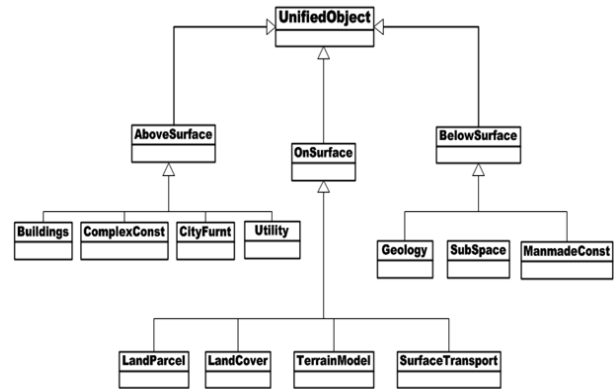 UnifiedObject
AboveSurface
OnSurface
BelowSurface
Buildings
ComplexConst
CityFurnt
Utility
Geology
SubSpace
ManmadeConst
LandParcel
LandCover
TerrainModel
SurfaceTransport